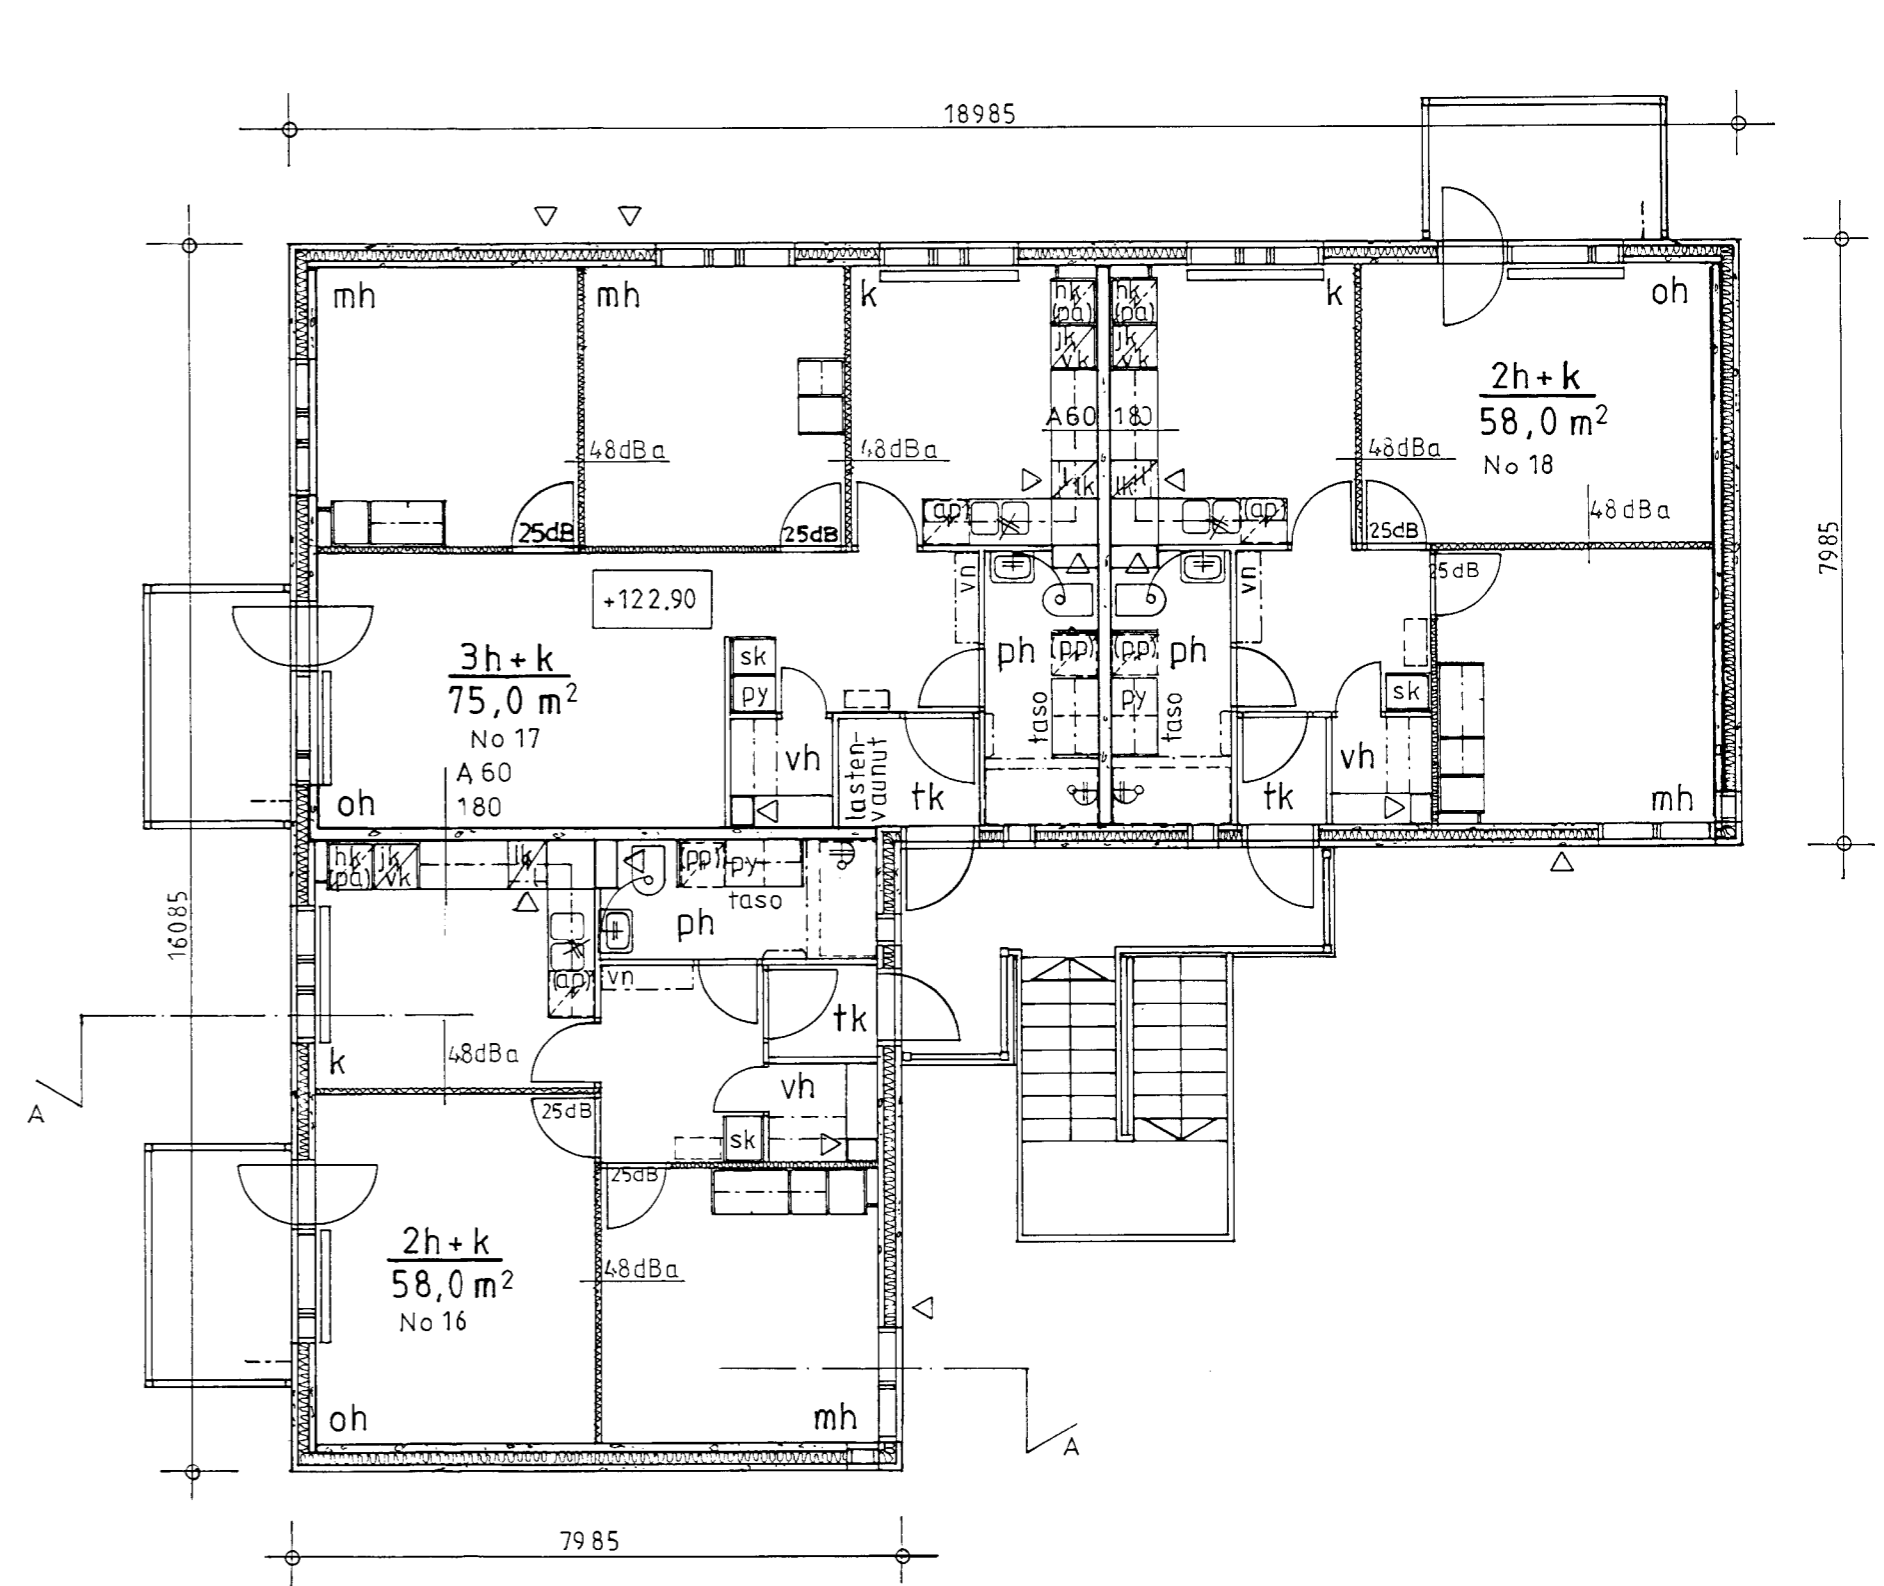 18985
mh
mh
k
hk
(pa)
jk
vk
hk
(pa)
jk
vk
k
oh
2h+k
58,0 m²
No 18
A60 180
48dBa
48dBa
48dBa
48dBa
lk
lk
(ap)
(ap)
25dB
25dB
25dB
25dB
7985
+122,90
vn
vn
3h+k
75,0 m²
No 17
A 60
180
oh
sk
py
ph
(pp)
taso
(pp)
py
taso
ph
sk
vh
lasten-
vaunut
tk
tk
vh
mh
16085
hk
(pa)
jk
vk
lk
(pp)
py
taso
ph
(ap)
vn
tk
k
48dBa
vh
25dB
sk
25dB
A
2h+k
58,0 m²
No 16
48dBa
oh
mh
A
7985